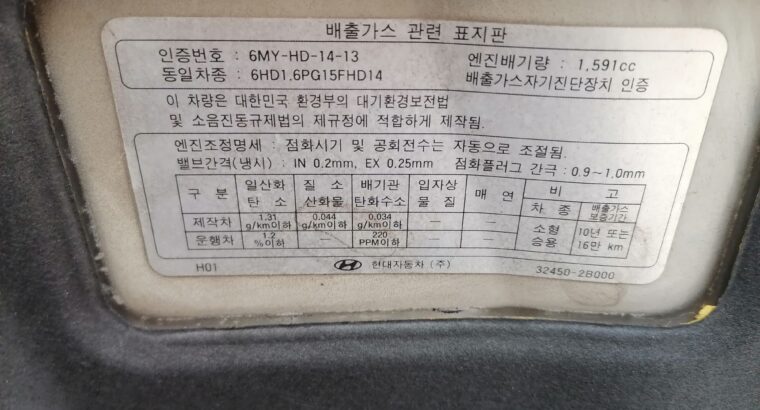 배출가스 관련 표지판
인증번호 : 6MY-HD-14-13 엔진배기량 : 1,591cc
동일차종 : 6HD1.6PG15FHD14 배출가스자기진단장치 인증
이 차량은 대한민국 환경부의 대기환경보전법
및 소음진동규제법의 제규정에 적합하게 제작됨.
엔진조정명세 : 점화시기 및 공회전수는 자동으로 조절됨.
밸브간격(냉시) : IN 0.2mm, EX 0.25mm 점화플러그 간극 : 0.9~1.0mm
구 분 일산화탄소 질소산화물 배기관탄화수소 입자상물질 매연 비 고
차 종 배출가스보증기간
제작차 1.31 g/km이하 0.044 g/km이하 0.034 g/km이하 — — 소형승용 10년 또는 16만 km
운행차 1.2 %이하 220 PPM이하 — —
H01 현대자동차 (주) 32450-2B000